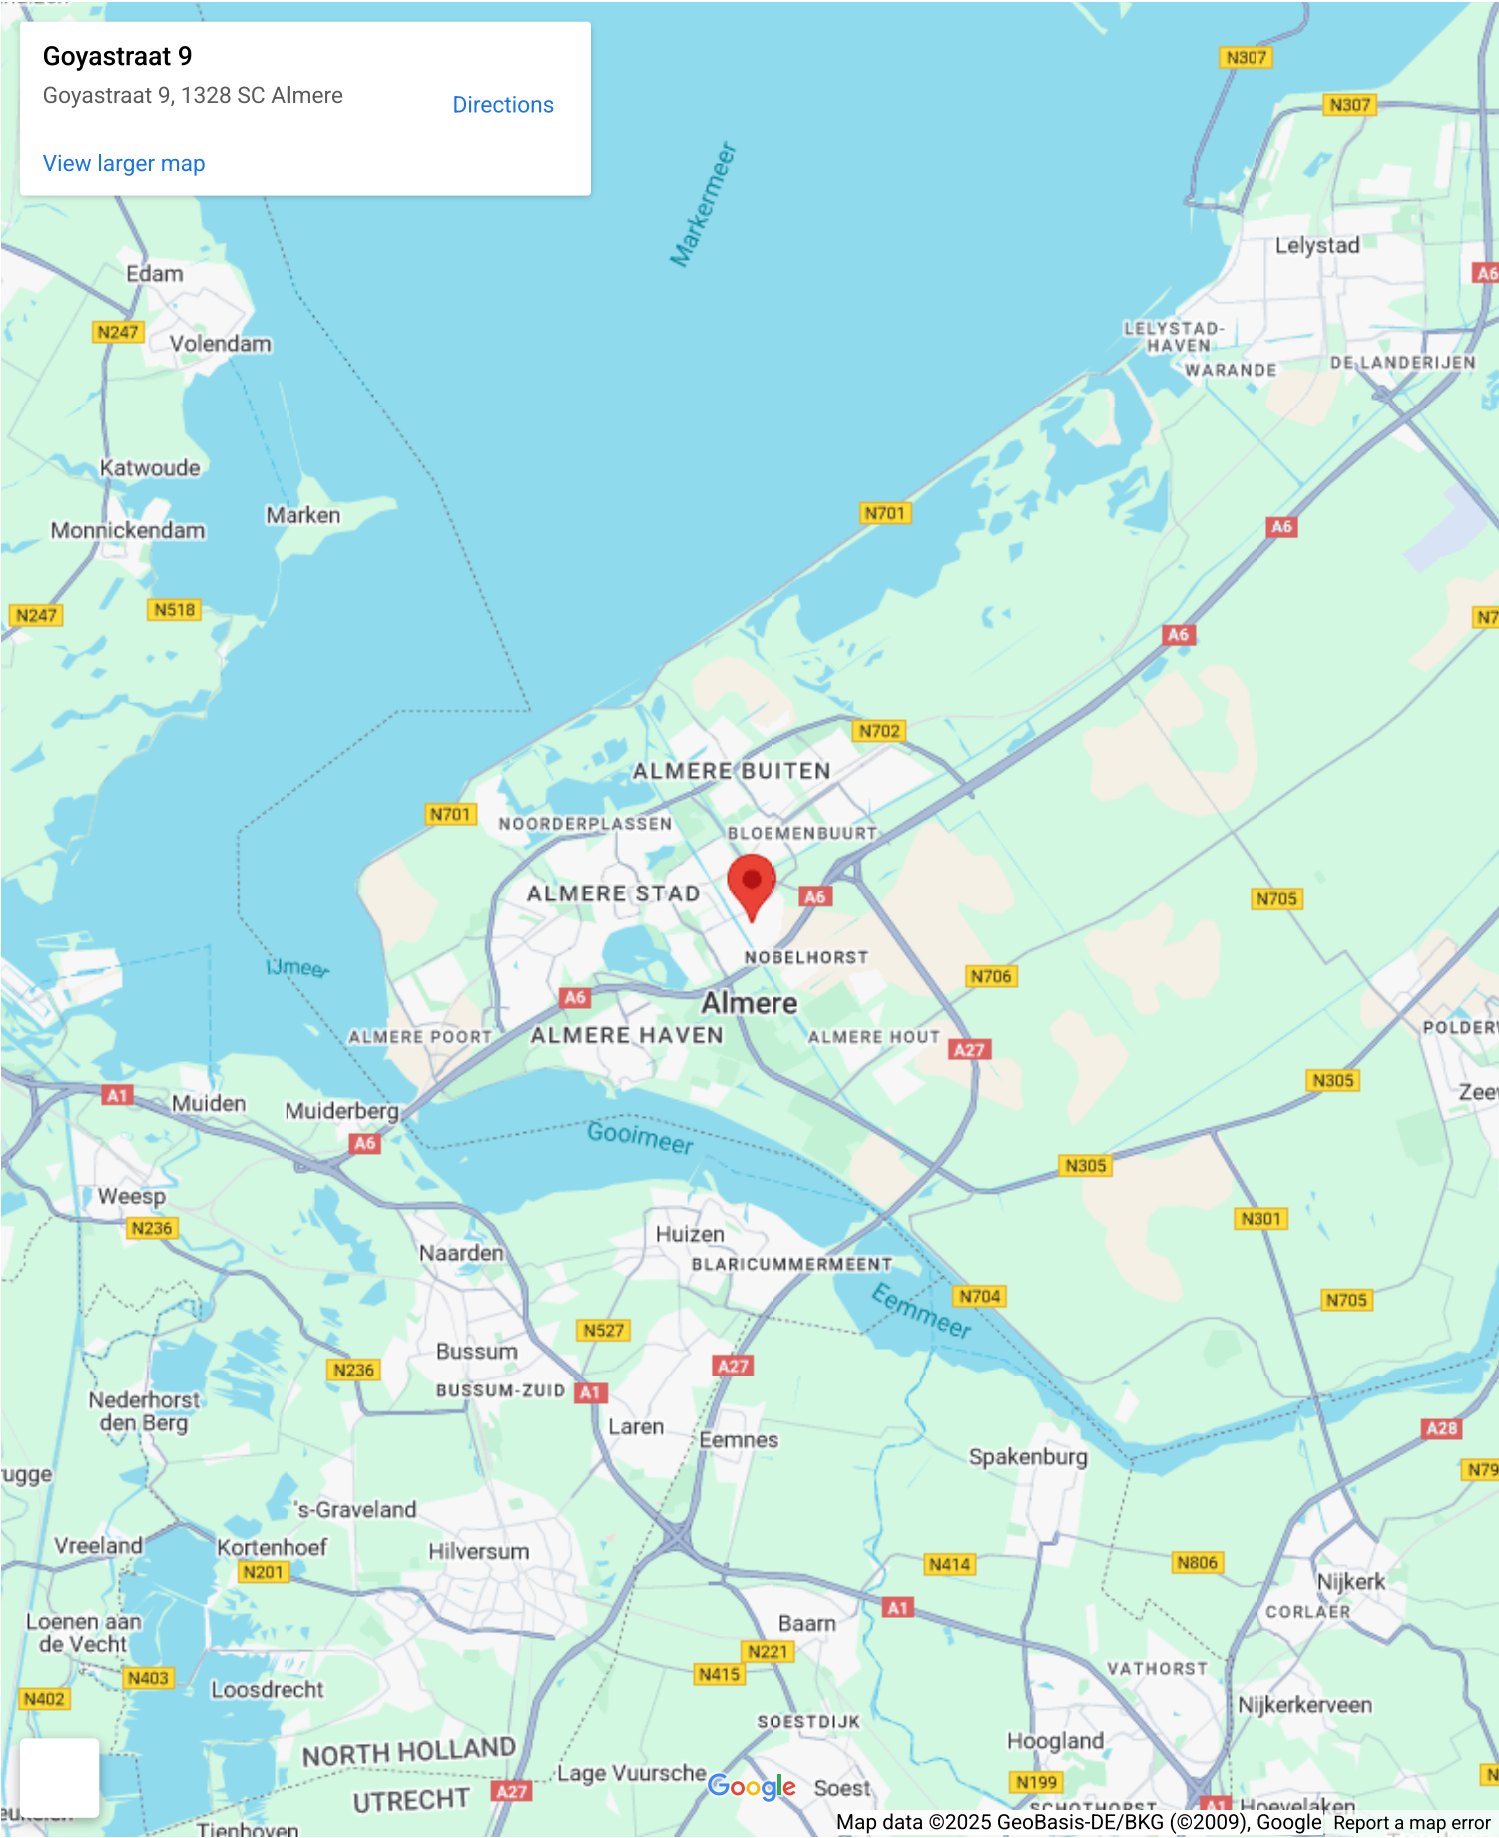 Goyastraat 9
Goyastraat 9, 1328 SC Almere
Directions
View larger map
N307
N307
Markermeer
Lelystad
A6
Edam
N247
Volendam
LELYSTAD-
HAVEN
WARANDE
DE LANDERIJEN
Katwoude
Marken
Monnickendam
N701
A6
N247
N518
A6
N702
ALMERE BUITEN
N701
NOORDERPLASSEN
BLOEMENBUURT
ALMERE STAD
A6
N705
NOBELHORST
IJmeer
N706
A6
Almere
ALMERE POORT
ALMERE HAVEN
ALMERE HOUT
A27
N305
A1
Muiden
Muiderberg
A6
Gooimeer
N305
Weesp
N236
N301
Naarden
Huizen
BLARICUMMERMEENT
N704
Eemmeer
N705
N527
Bussum
N236
A27
BUSSUM-ZUID
A1
Nederhorst
den Berg
Laren
Eemnes
A28
Spakenburg
's-Graveland
Vreeland
Kortenhoef
Hilversum
N201
N414
N806
Nijkerk
CORLAER
A1
Loenen aan
de Vecht
Baarn
N221
N415
N403
N402
Loosdrecht
VATHORST
Nijkerkerveen
SOESTDIJK
Hoogland
NORTH HOLLAND
UTRECHT
A27
Lage Vuursche
Google
Soest
N199
A1
Hoevelaken
Tienhoven
Map data ©2025 GeoBasis-DE/BKG (©2009), Google
Report a map error